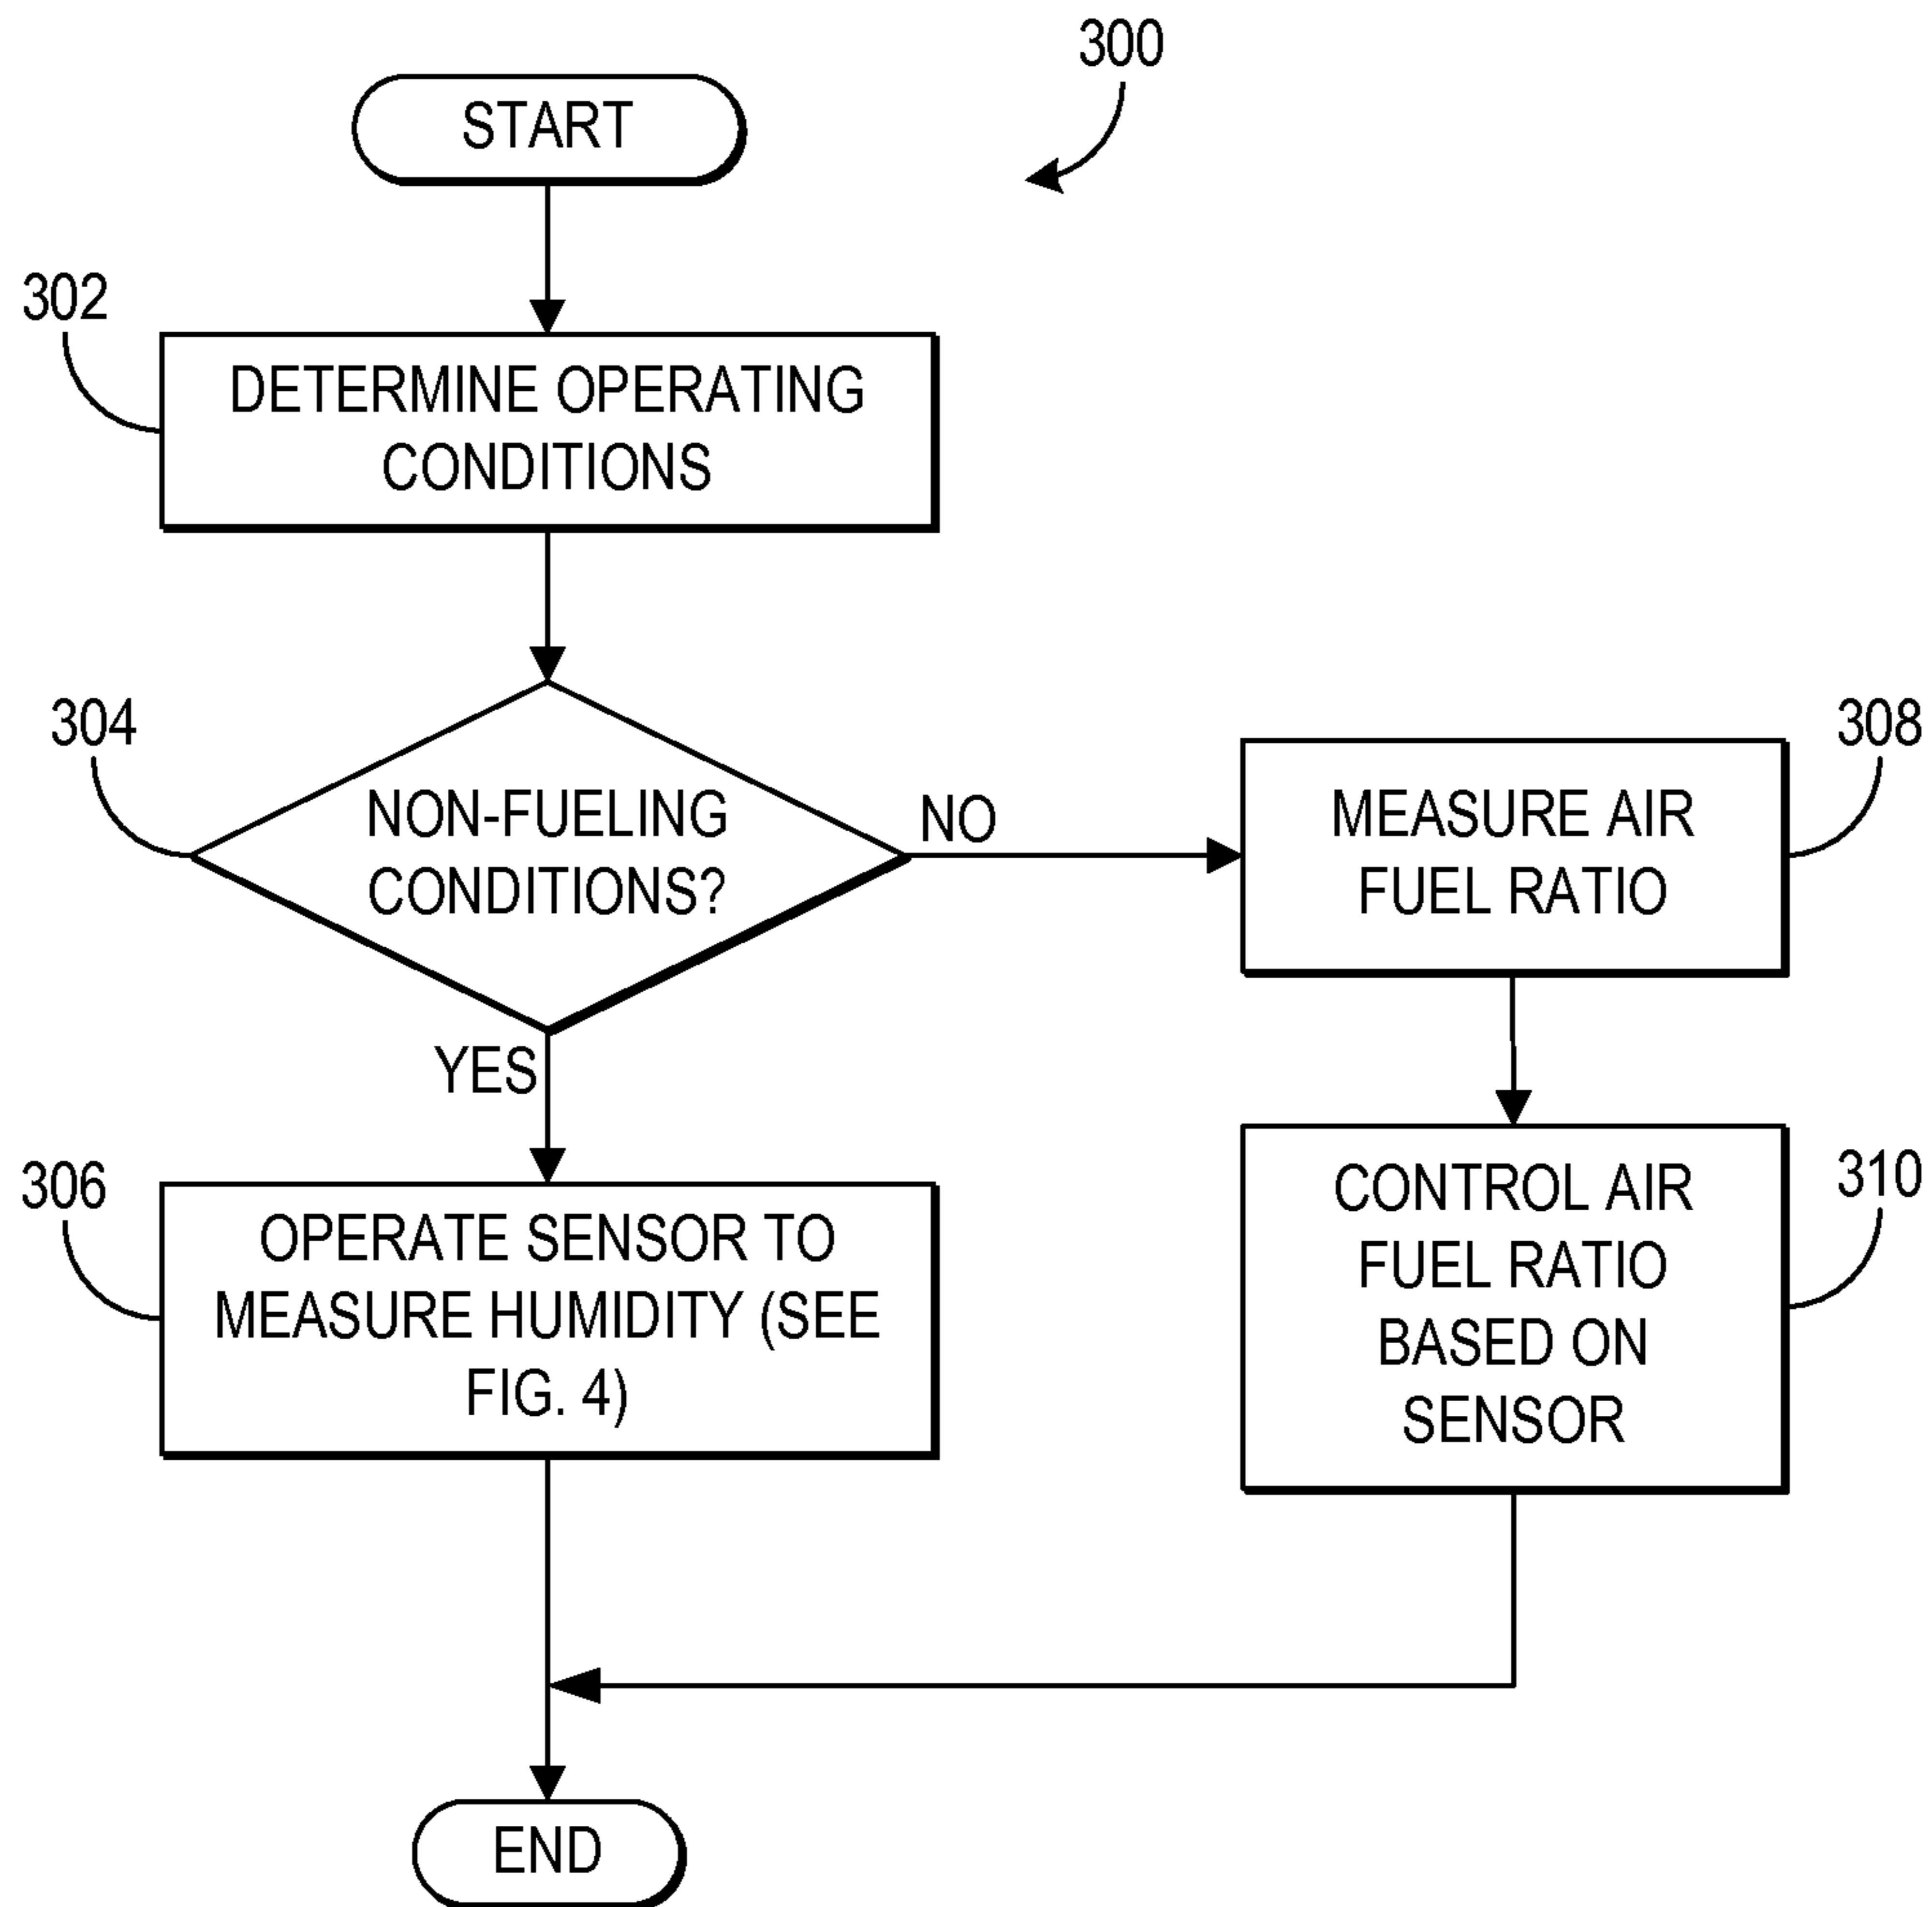 300
START
302
DETERMINE OPERATING
CONDITIONS
304
NON-FUELING
CONDITIONS?
NO
YES
308
MEASURE AIR
FUEL RATIO
306
OPERATE SENSOR TO
MEASURE HUMIDITY (SEE
FIG. 4)
310
CONTROL AIR
FUEL RATIO
BASED ON
SENSOR
END